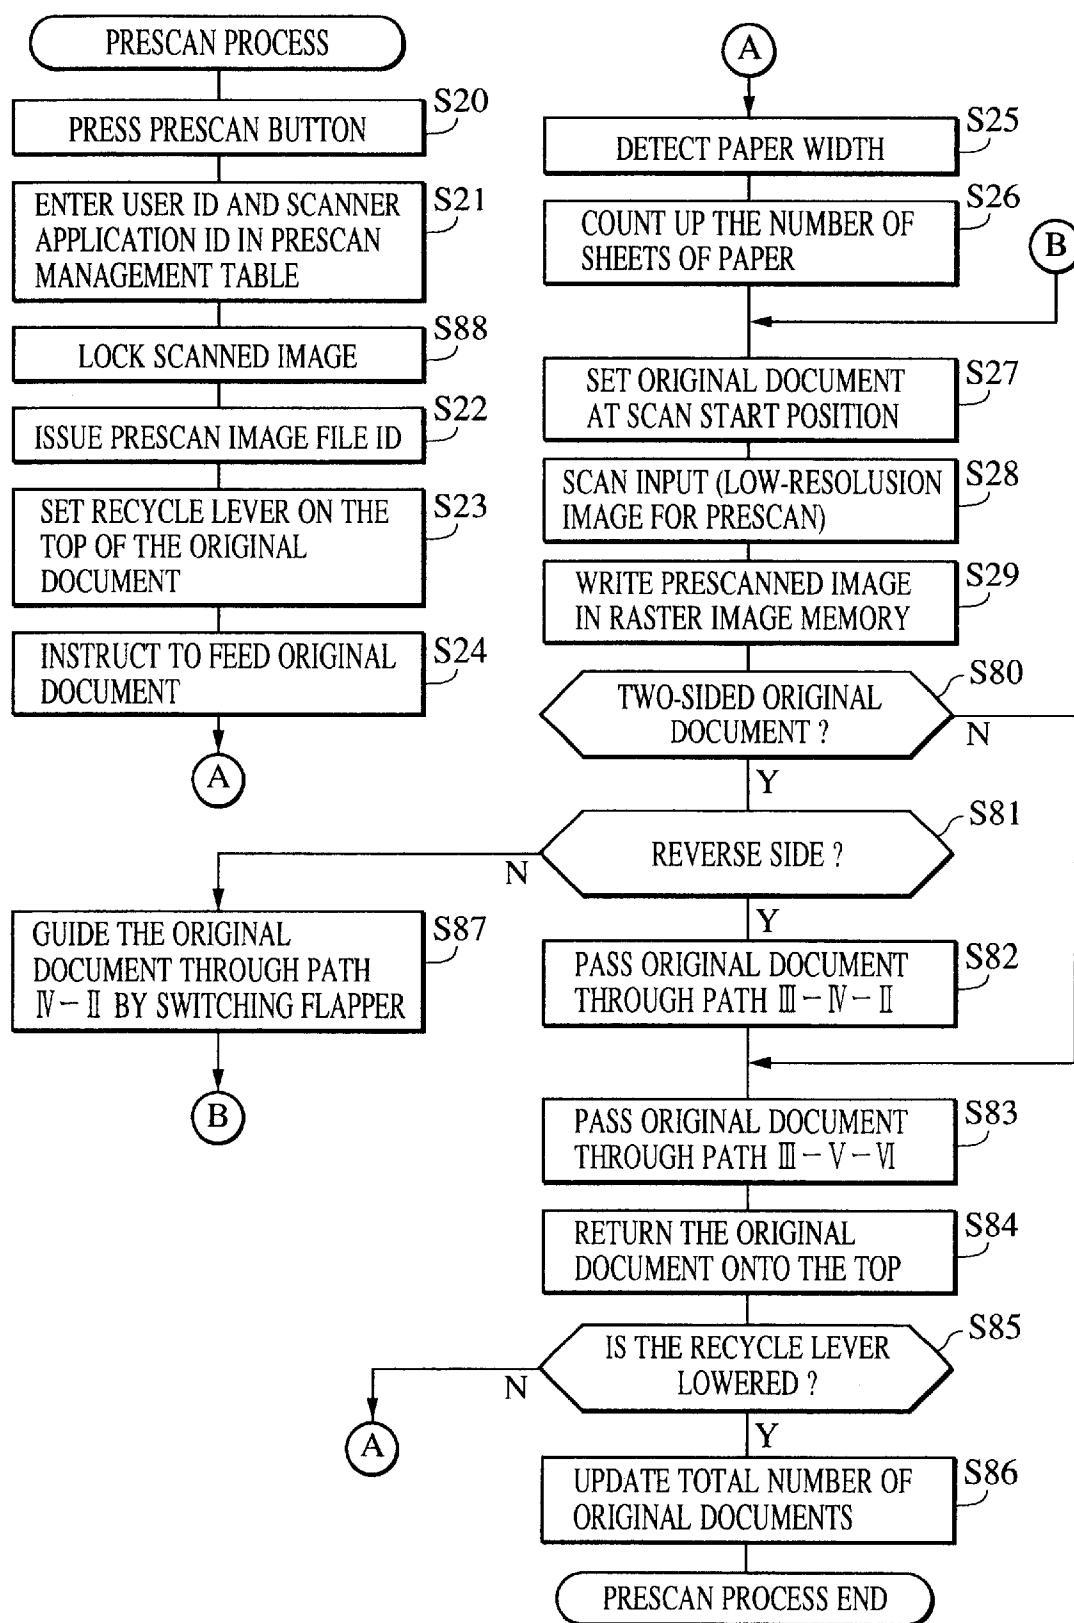 PRESCAN PROCESS
S20
PRESS PRESCAN BUTTON
S21
ENTER USER ID AND SCANNER
APPLICATION ID IN PRESCAN
MANAGEMENT TABLE
S88
LOCK SCANNED IMAGE
S22
ISSUE PRESCAN IMAGE FILE ID
S23
SET RECYCLE LEVER ON THE
TOP OF THE ORIGINAL
DOCUMENT
S24
INSTRUCT TO FEED ORIGINAL
DOCUMENT
A
A
S25
DETECT PAPER WIDTH
S26
COUNT UP THE NUMBER OF
SHEETS OF PAPER
B
S27
SET ORIGINAL DOCUMENT
AT SCAN START POSITION
S28
SCAN INPUT (LOW-RESOLUSION
IMAGE FOR PRESCAN)
S29
WRITE PRESCANNED IMAGE
IN RASTER IMAGE MEMORY
S80
TWO-SIDED ORIGINAL
DOCUMENT ?
N
Y
S81
REVERSE SIDE ?
N
Y
S87
GUIDE THE ORIGINAL
DOCUMENT THROUGH PATH
Ⅳ－Ⅱ BY SWITCHING FLAPPER
B
S82
PASS ORIGINAL DOCUMENT
THROUGH PATH Ⅲ－Ⅳ－Ⅱ
S83
PASS ORIGINAL DOCUMENT
THROUGH PATH Ⅲ－Ⅴ－Ⅵ
S84
RETURN THE ORIGINAL
DOCUMENT ONTO THE TOP
S85
IS THE RECYCLE LEVER
LOWERED ?
N
A
Y
S86
UPDATE TOTAL NUMBER OF
ORIGINAL DOCUMENTS
PRESCAN PROCESS END